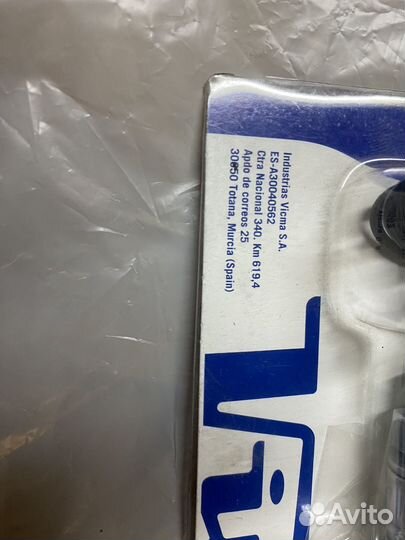 Industrias Vicma S.A.
ES-A30040562
Ctra Nacional 340. Km 619,4
Apdo de correos 25
30850 Totana, Murcia (Spain)
Avito